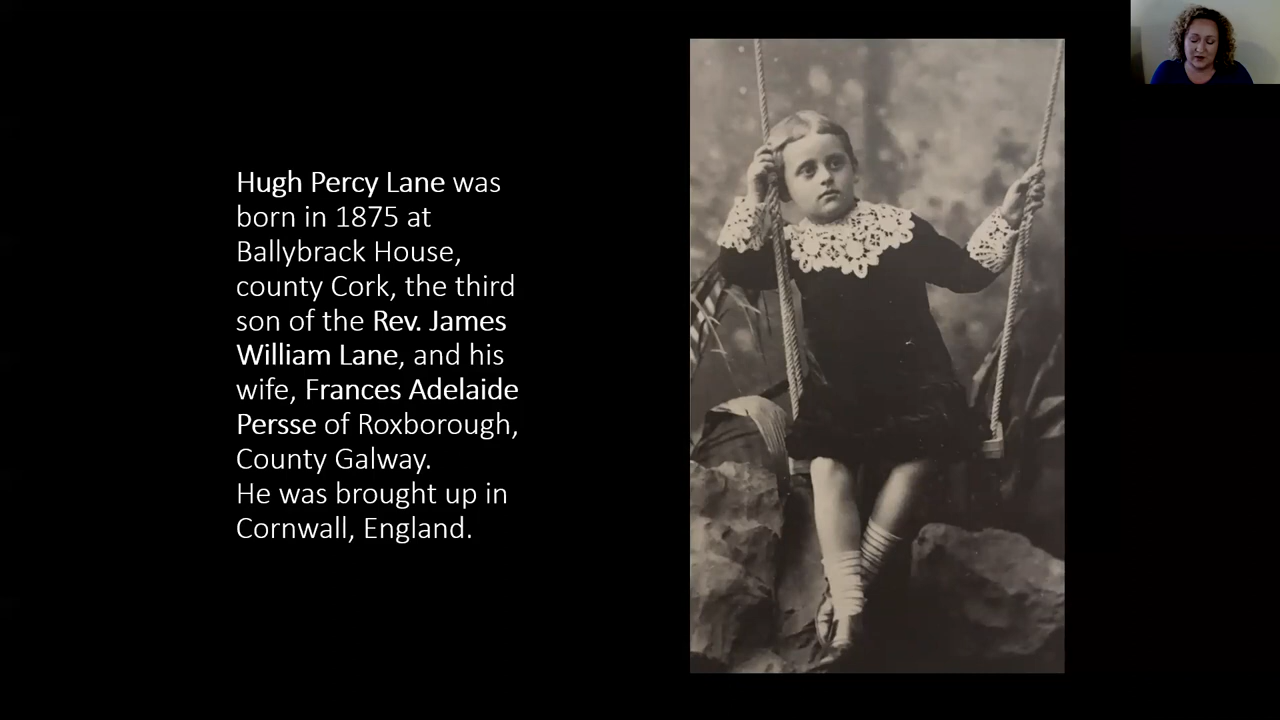 Hugh Percy Lane was
born in 1875 at
Ballybrack House,
county Cork, the third
son of the Rev. James
William Lane, and his
wife, Frances Adelaide
Persse of Roxborough,
County Galway.
He was brought up in
Cornwall, England.